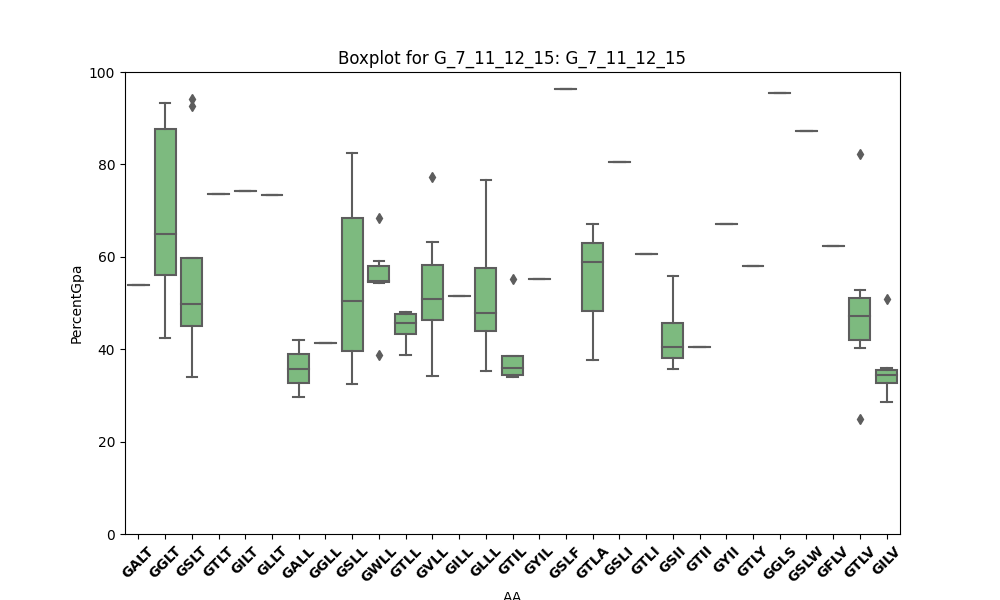 Boxplot for G_7_11_12_15: G_7_11_12_15
100
80
60
40
20
0
PercentGpa
GALT GGLT GSLT GTLT GILT GLLT GALL GGLL GSLL GWLL GTLL GVLL GILL GLLL GTIL GYIL GSLF GTLA GSLI GTLI GSII GTII GYII GTLY GGLS GSLW GFLV GTLV GILV
AA